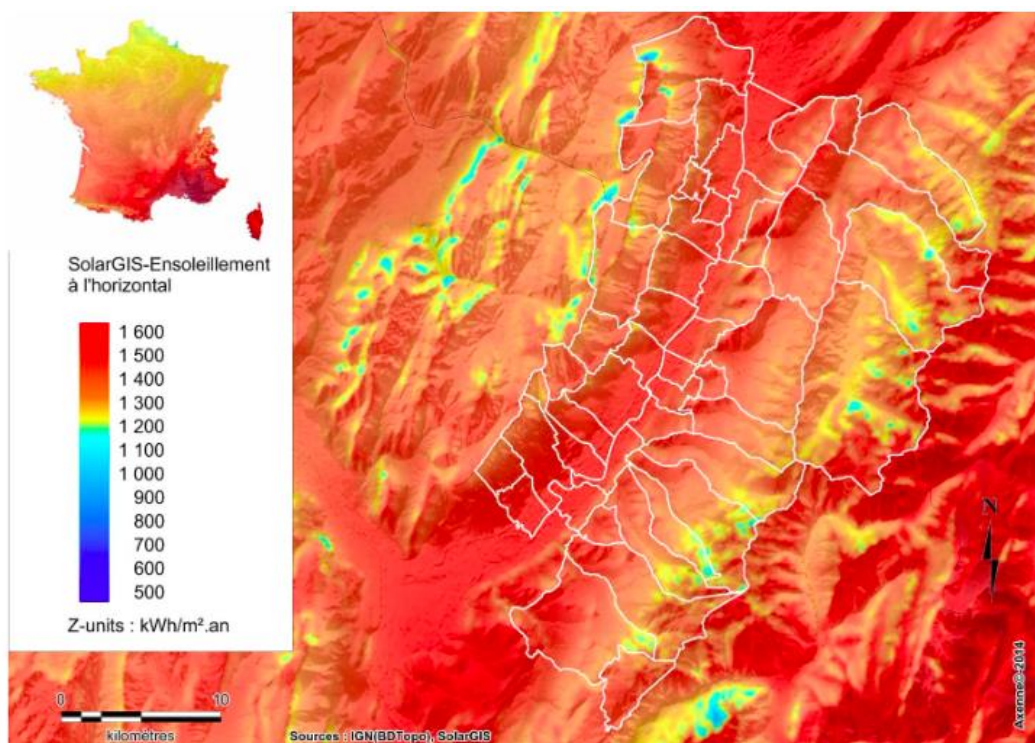 SolarGIS-Ensoleillement
à l'horizontal
1 600
1 500
1 400
1 300
1 200
1 100
1 000
900
800
700
600
500
Z-units : kWh/m².an
0 10
kilomètres
Sources : IGN(BDTopo), SolarGIS
N
Axenne©-2014